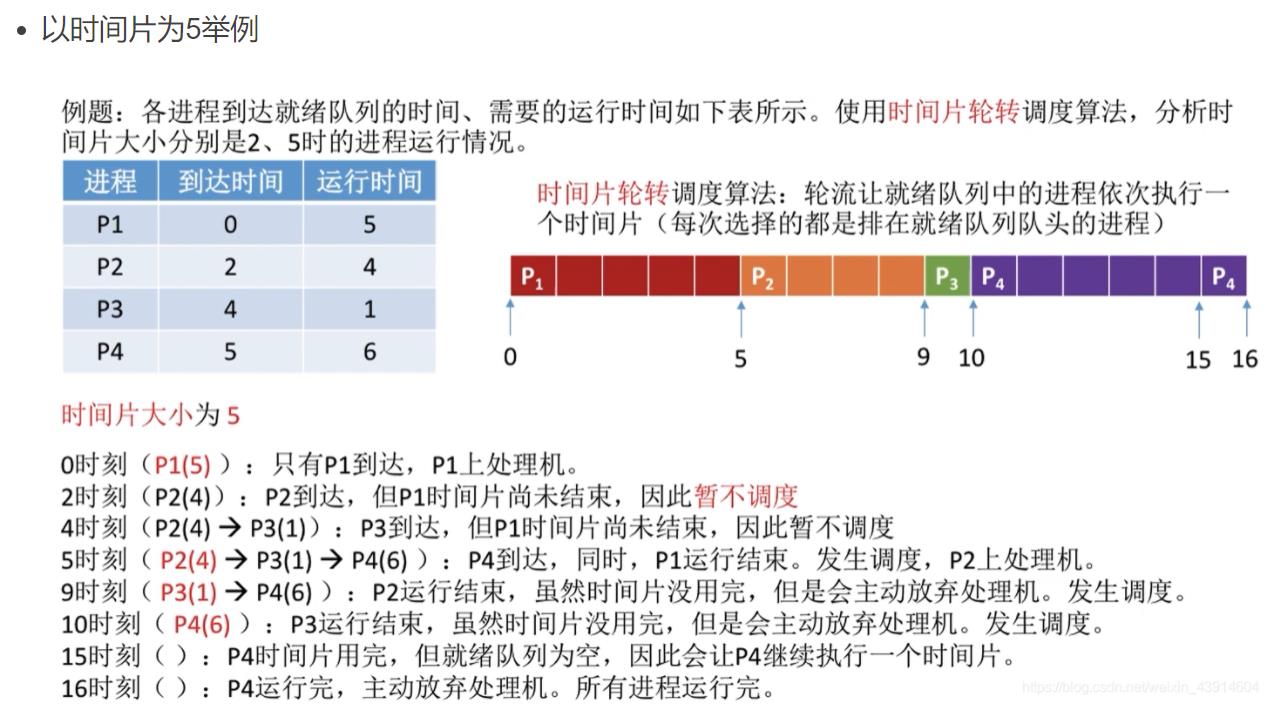 • 以时间片为5举例
例题：各进程到达就绪队列的时间、需要的运行时间如下表所示。使用时间片轮转调度算法，分析时
间片大小分别是2、5时的进程运行情况。
进程 到达时间 运行时间
P1 0 5
P2 2 4
P3 4 1
P4 5 6
时间片轮转调度算法：轮流让就绪队列中的进程依次执行一
个时间片（每次选择的都是排在就绪队列队头的进程）
P1 P2 P3 P4 P4
0 5 9 10 15 16
时间片大小为 5
0时刻（P1(5) ）：只有P1到达，P1上处理机。
2时刻（P2(4)）：P2到达，但P1时间片尚未结束，因此暂不调度
4时刻（P2(4) → P3(1)）：P3到达，但P1时间片尚未结束，因此暂不调度
5时刻（ P2(4) → P3(1) → P4(6) ）：P4到达，同时，P1运行结束。发生调度，P2上处理机。
9时刻（ P3(1) → P4(6) ）：P2运行结束，虽然时间片没用完，但是会主动放弃处理机。发生调度。
10时刻（ P4(6) ）：P3运行结束，虽然时间片没用完，但是会主动放弃处理机。发生调度。
15时刻（ ）：P4时间片用完，但就绪队列为空，因此会让P4继续执行一个时间片。
16时刻（ ）：P4运行完，主动放弃处理机。所有进程运行完。
https://blog.csdn.net/weixin_43914604